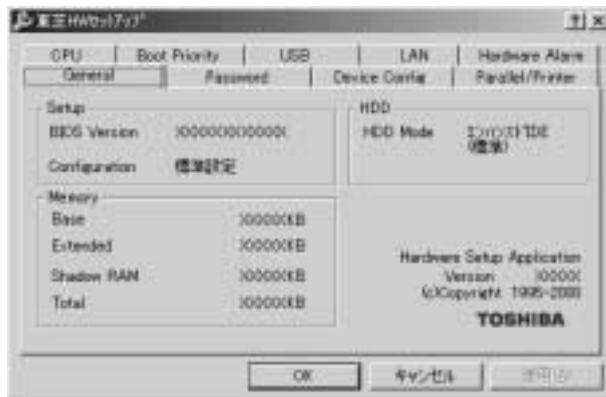 東芝HWセットアップ
CPU Boot Priority USB LAN Hardware Alarm
General Password Device Config Parallel/Printer
Setup
BIOS Version XXXXXXXXXXXX
Configuration 標準設定
HDD
HDD Mode エンハンストIDE
(標準)
Memory
Base XXXXXKB
Extended XXXXXKB
Shadow RAM XXXXXKB
Total XXXXXKB
Hardware Setup Application
Version XXXXX
(c)Copyright 1995-2000
TOSHIBA
OK キャンセル